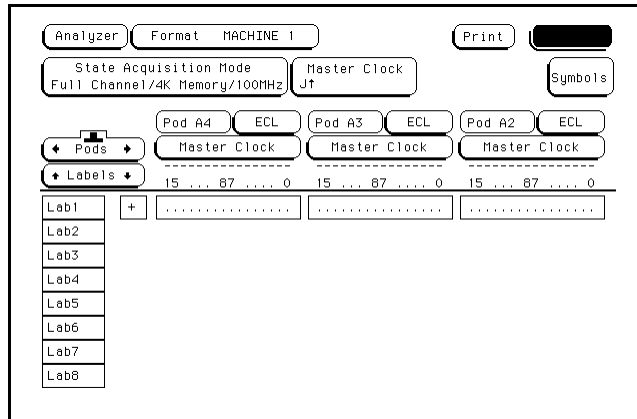 Analyzer Format MACHINE 1 Print
State Acquisition Mode Master Clock
Full Channel/4K Memory/100MHz J↑ Symbols
Pod A4 ECL Pod A3 ECL Pod A2 ECL
← Pods → Master Clock Master Clock Master Clock
↑ Labels ↓
15 ... 87 .... 0 15 ... 87 .... 0 15 ... 87 .... 0
Lab1 + ................ ................ ................
Lab2
Lab3
Lab4
Lab5
Lab6
Lab7
Lab8